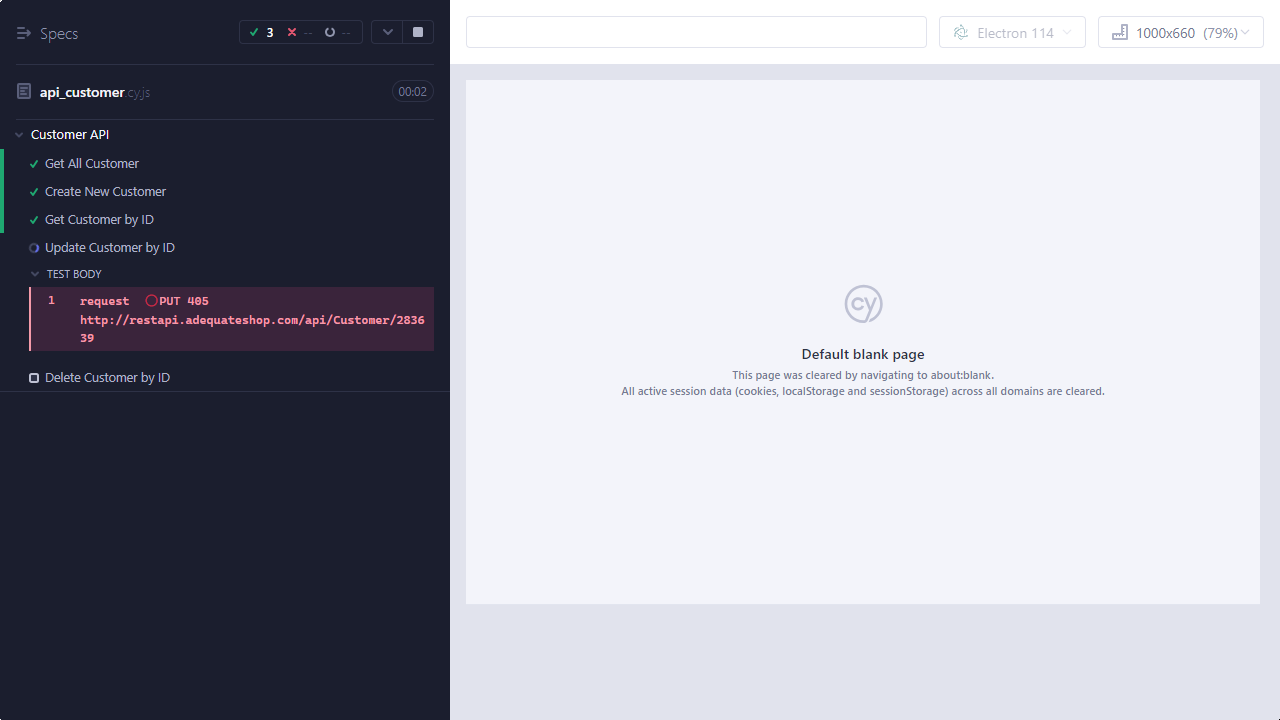 Specs
3 -- --
api_customer.cy.js
00:02
Customer API
Get All Customer
Create New Customer
Get Customer by ID
Update Customer by ID
TEST BODY
1 request PUT 405
http://restapi.adequateshop.com/api/Customer/2836
39
Delete Customer by ID
Electron 114
1000x660 (79%)
cy
Default blank page
This page was cleared by navigating to about:blank.
All active session data (cookies, localStorage and sessionStorage) across all domains are cleared.